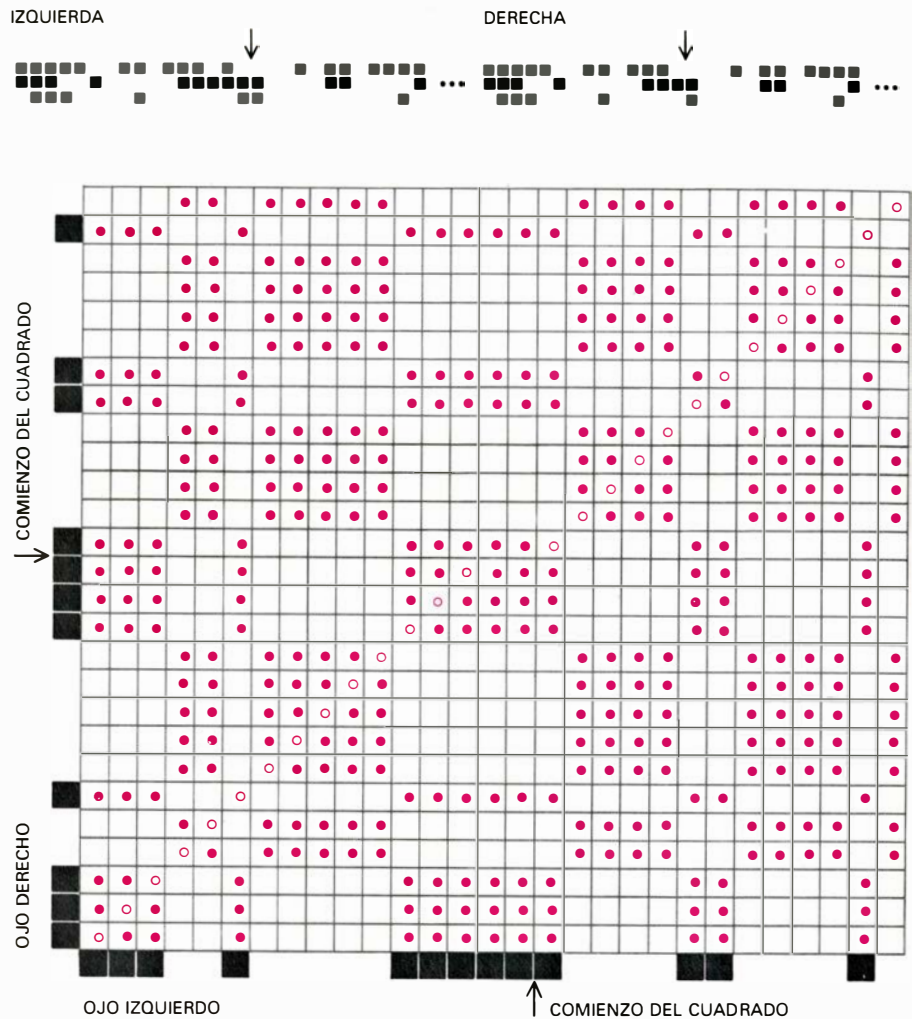 IZQUIERDA
DERECHA
COMIENZO DEL CUADRADO
OJO DERECHO
OJO IZQUIERDO
COMIENZO DEL CUADRADO